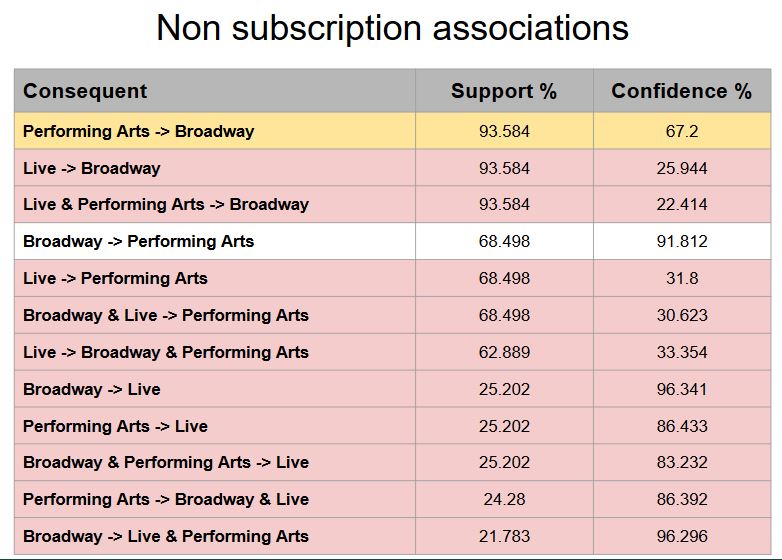 Non subscription associations
Consequent Support % Confidence %
Performing Arts -> Broadway 93.584 67.2
Live -> Broadway 93.584 25.944
Live & Performing Arts -> Broadway 93.584 22.414
Broadway -> Performing Arts 68.498 91.812
Live -> Performing Arts 68.498 31.8
Broadway & Live -> Performing Arts 68.498 30.623
Live -> Broadway & Performing Arts 62.889 33.354
Broadway -> Live 25.202 96.341
Performing Arts -> Live 25.202 86.433
Broadway & Performing Arts -> Live 25.202 83.232
Performing Arts -> Broadway & Live 24.28 86.392
Broadway -> Live & Performing Arts 21.783 96.296